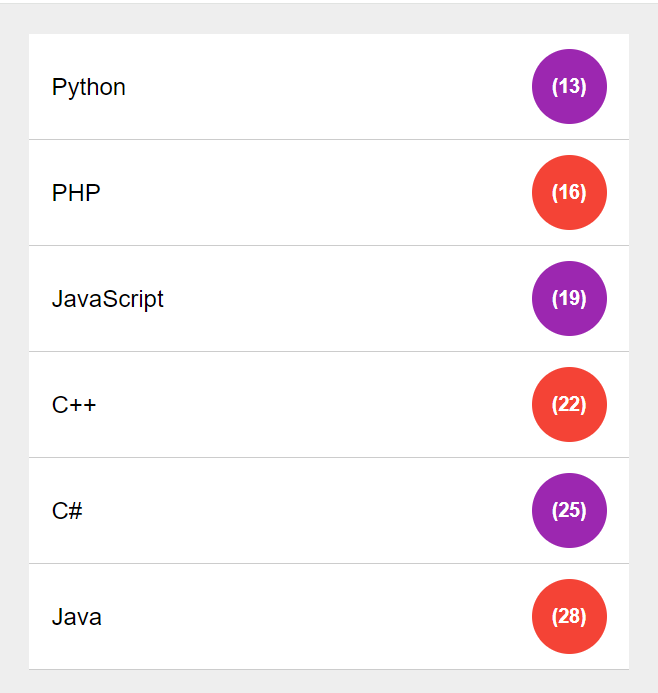 Python (13)
PHP (16)
JavaScript (19)
C++ (22)
C# (25)
Java (28)